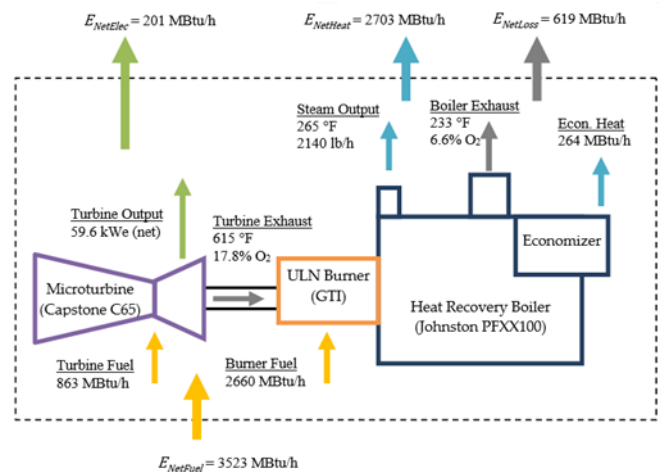 E_NetElec = 201 MBtu/h
E_NetHeat = 2703 MBtu/h
E_NetLoss = 619 MBtu/h
Steam Output
265 °F
2140 lb/h
Boiler Exhaust
233 °F
6.6% O₂
Econ. Heat
264 MBtu/h
Turbine Output
59.6 kWe (net)
Turbine Exhaust
615 °F
17.8% O₂
Economizer
Microturbine
(Capstone C65)
ULN Burner
(GTI)
Heat Recovery Boiler
(Johnston PFXX100)
Turbine Fuel
863 MBtu/h
Burner Fuel
2660 MBtu/h
E_NetFuel = 3523 MBtu/h